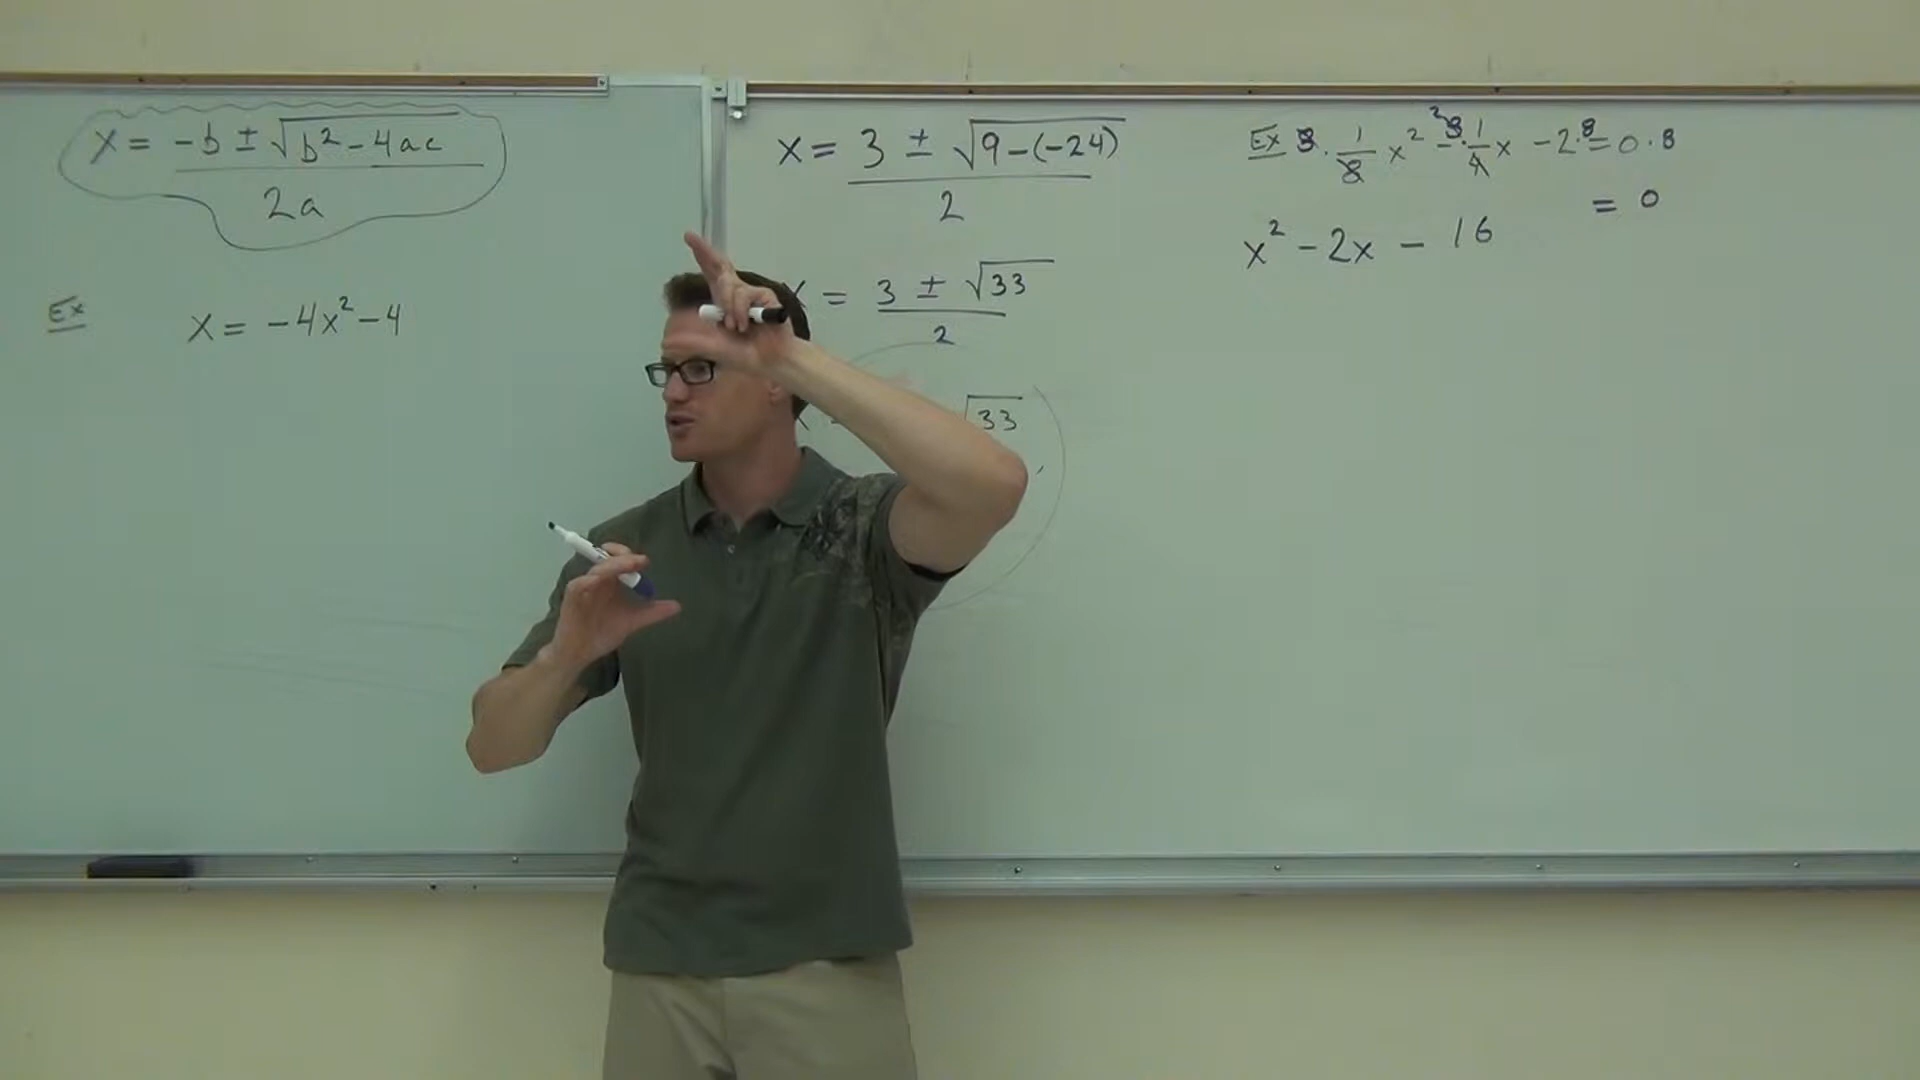 x = -b ± √b² - 4ac
2a
Ex x = -4x² - 4
x = 3 ± √9-(-24)
2
x = 3 ± √33
2
√33
Ex 8 · 1/8 x² - ²8 · 1/4 x - 2·8 = 0·8
= 0
x² - 2x - 16